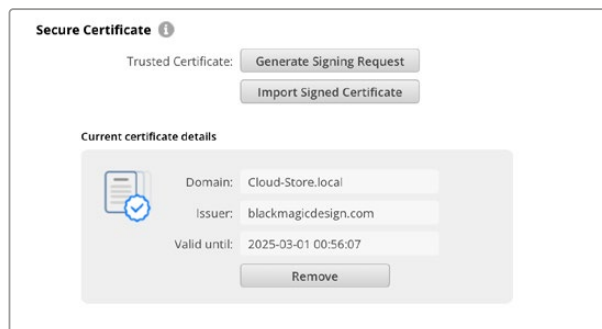 Secure Certificate
Trusted Certificate: Generate Signing Request
Import Signed Certificate
Current certificate details
Domain: Cloud-Store.local
Issuer: blackmagicdesign.com
Valid until: 2025-03-01 00:56:07
Remove